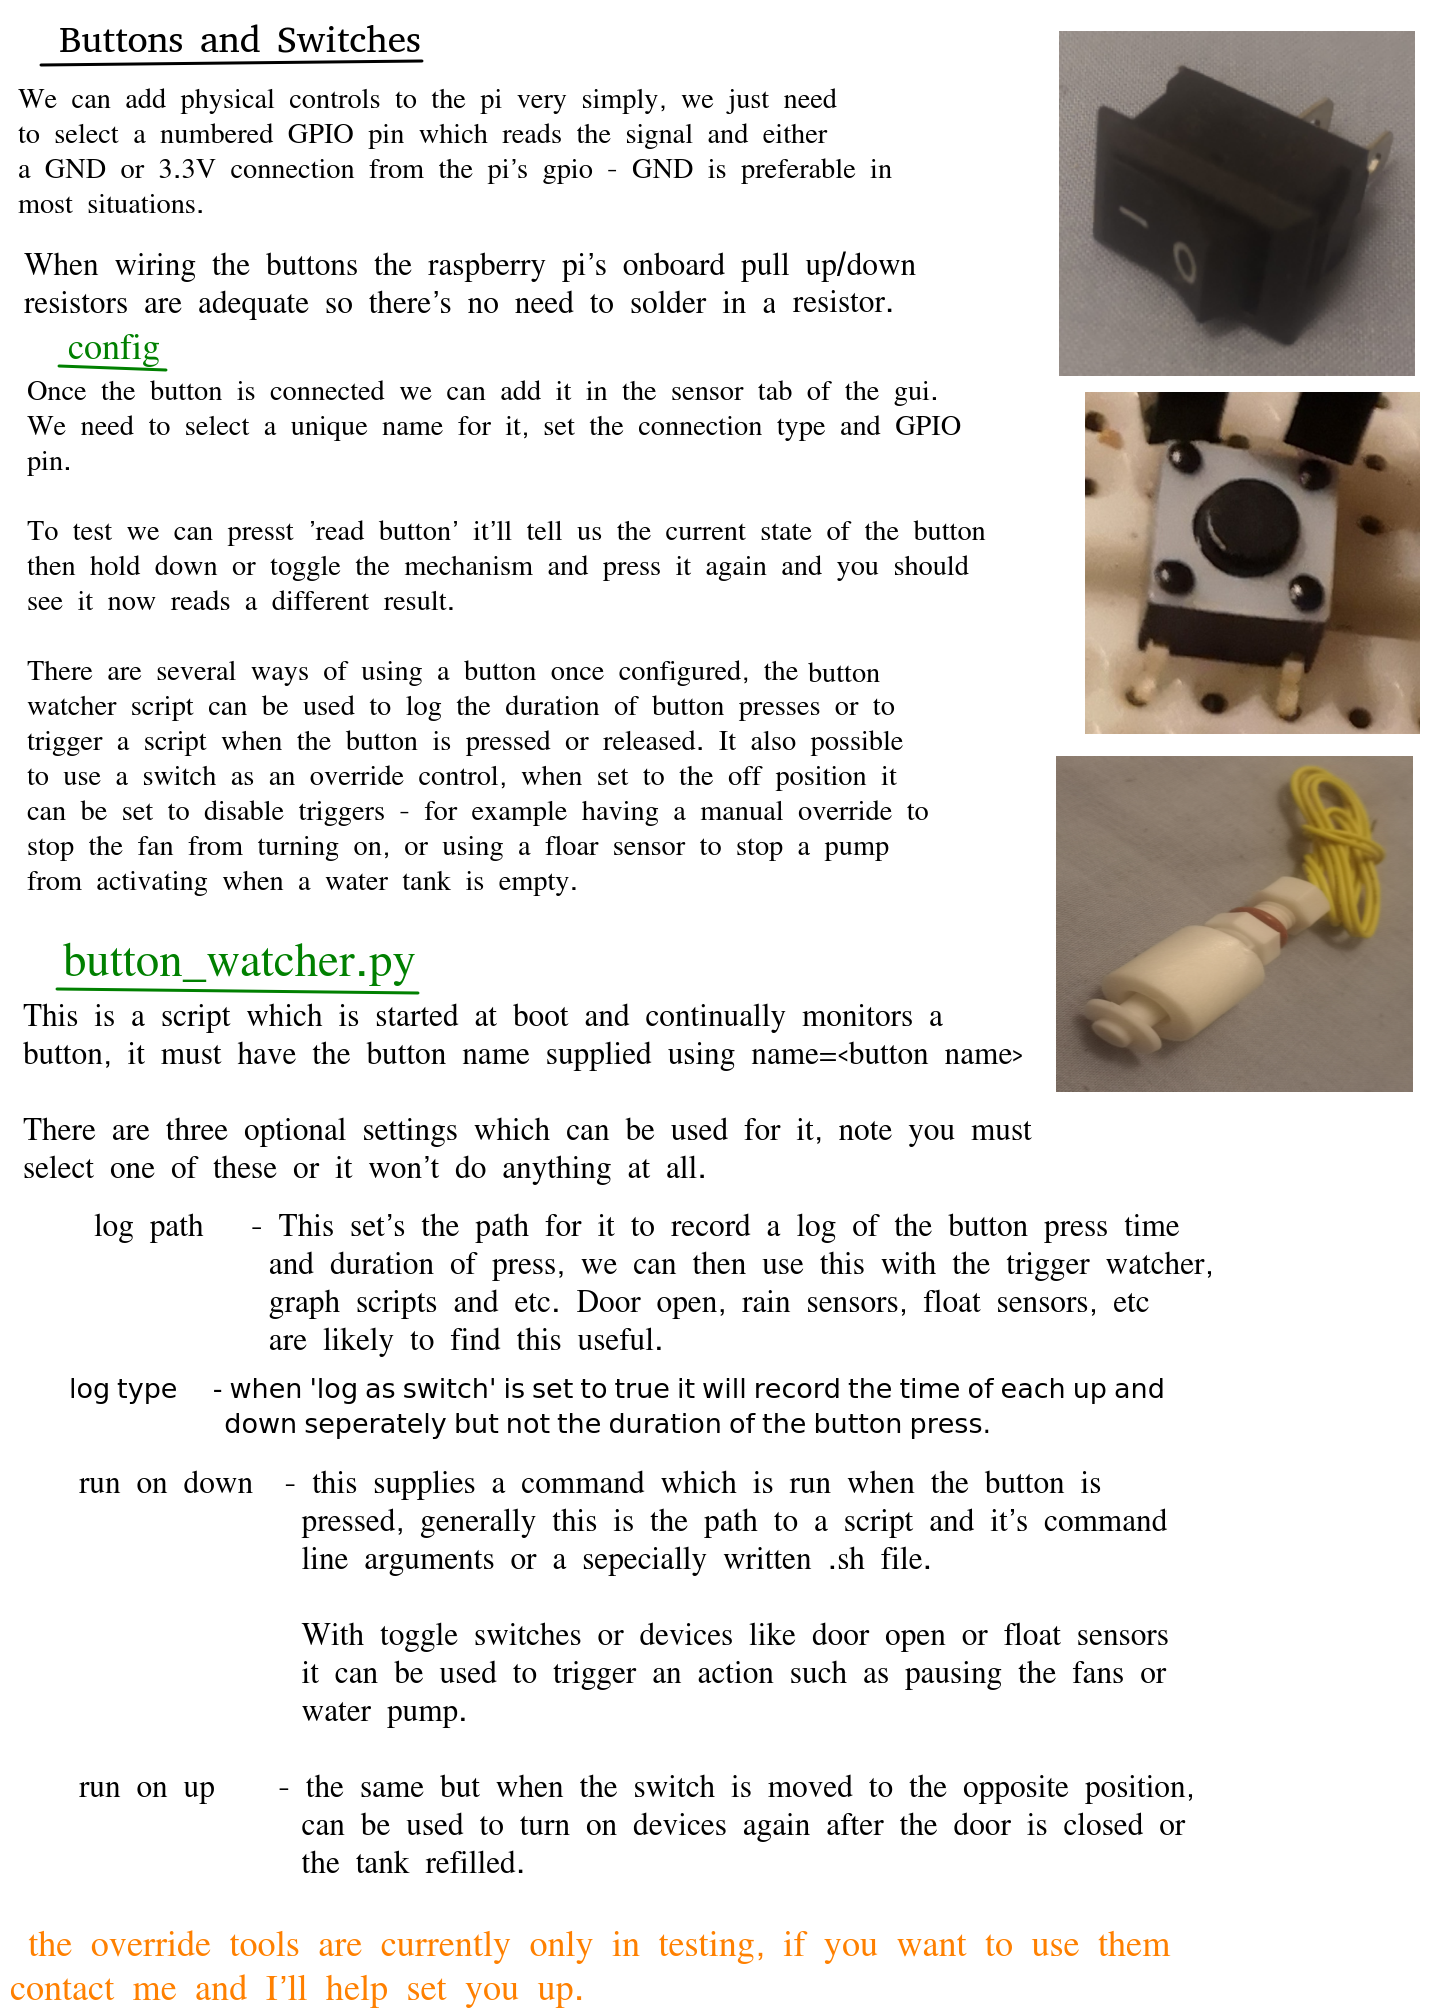 Buttons and Switches
We can add physical controls to the pi very simply, we just need
to select a numbered GPIO pin which reads the signal and either
a GND or 3.3V connection from the pi's gpio - GND is preferable in
most situations.
When wiring the buttons the raspberry pi's onboard pull up/down
resistors are adequate so there's no need to solder in a resistor.
config
Once the button is connected we can add it in the sensor tab of the gui.
We need to select a unique name for it, set the connection type and GPIO
pin.
To test we can presst 'read button' it'll tell us the current state of the button
then hold down or toggle the mechanism and press it again and you should
see it now reads a different result.
There are several ways of using a button once configured, the button
watcher script can be used to log the duration of button presses or to
trigger a script when the button is pressed or released. It also possible
to use a switch as an override control, when set to the off position it
can be set to disable triggers - for example having a manual override to
stop the fan from turning on, or using a floar sensor to stop a pump
from activating when a water tank is empty.
button_watcher.py
This is a script which is started at boot and continually monitors a
button, it must have the button name supplied using name=<button name>
There are three optional settings which can be used for it, note you must
select one of these or it won't do anything at all.
log path - This set's the path for it to record a log of the button press time
and duration of press, we can then use this with the trigger watcher,
graph scripts and etc. Door open, rain sensors, float sensors, etc
are likely to find this useful.
log type - when 'log as switch' is set to true it will record the time of each up and
down seperately but not the duration of the button press.
run on down - this supplies a command which is run when the button is
pressed, generally this is the path to a script and it's command
line arguments or a sepecially written .sh file.
With toggle switches or devices like door open or float sensors
it can be used to trigger an action such as pausing the fans or
water pump.
run on up - the same but when the switch is moved to the opposite position,
can be used to turn on devices again after the door is closed or
the tank refilled.
the override tools are currently only in testing, if you want to use them
contact me and I'll help set you up.